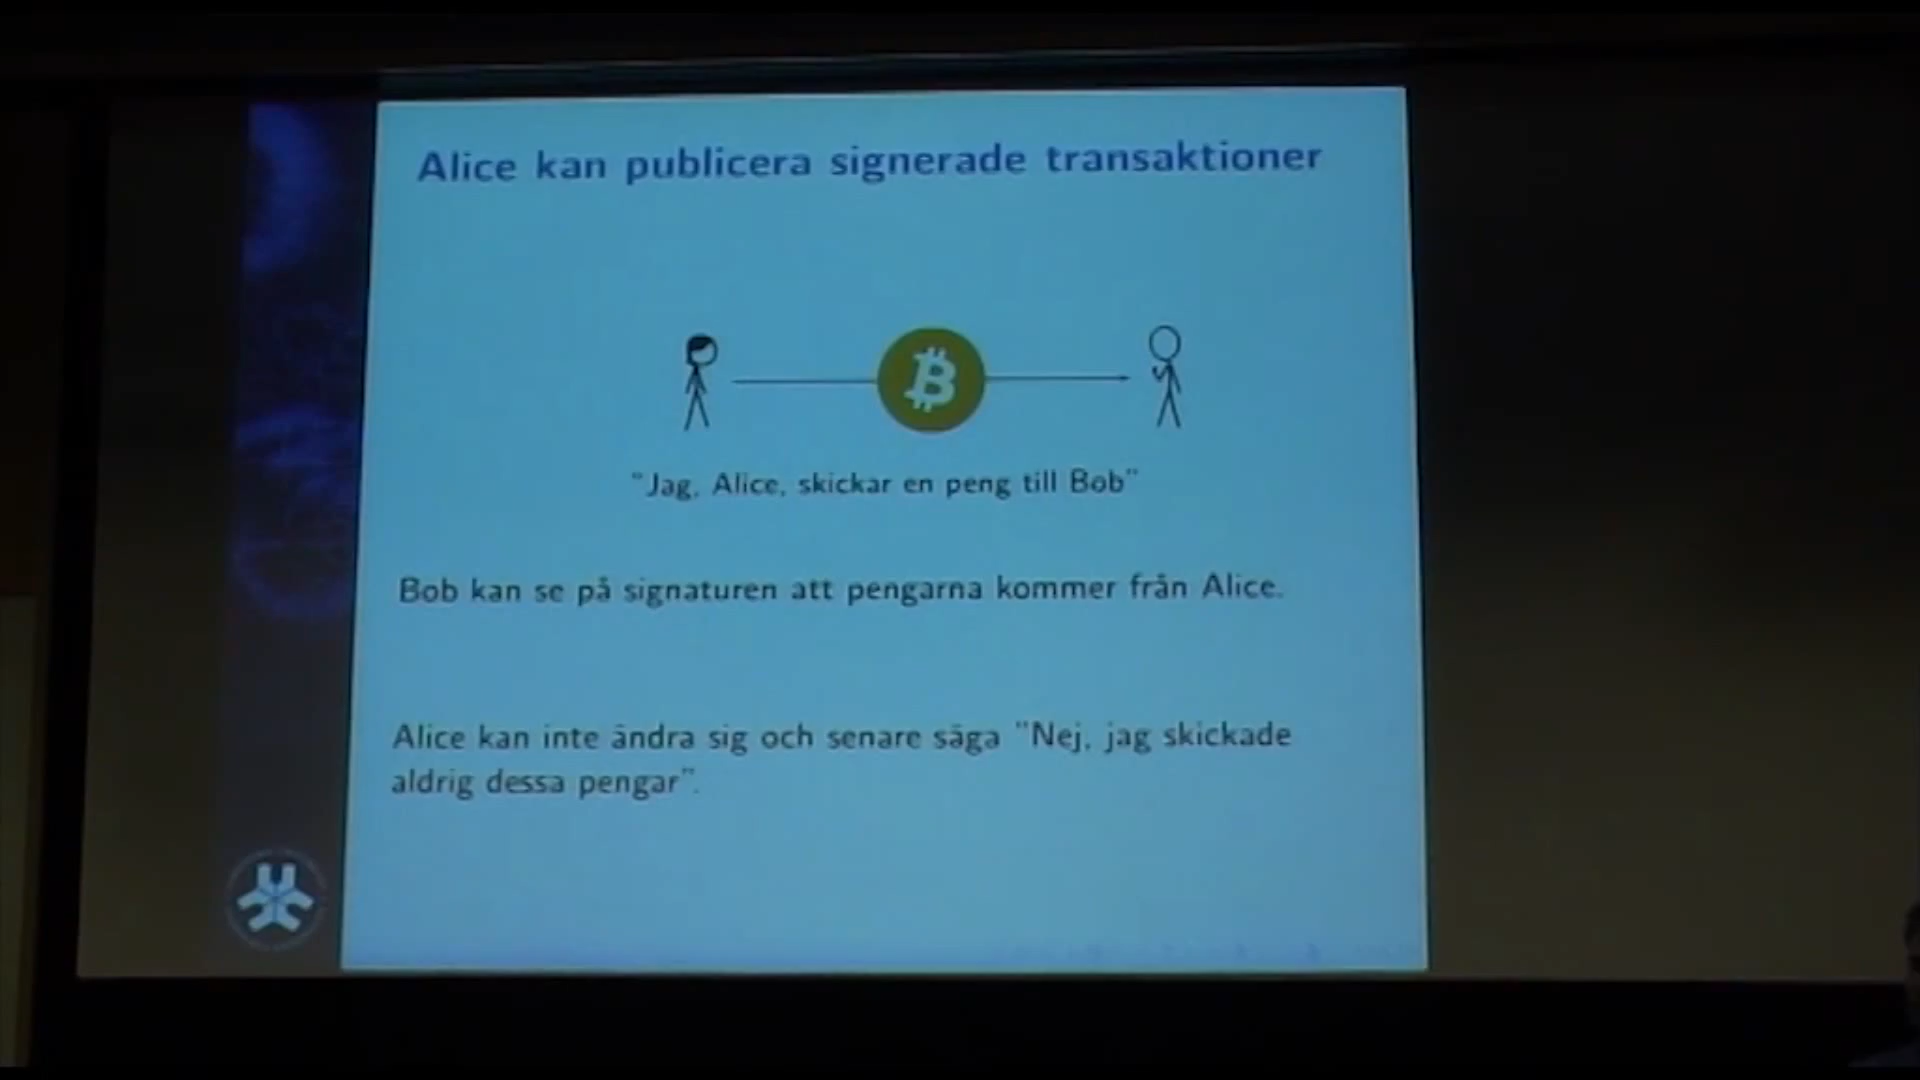 Alice kan publicera signerade transaktioner
"Jag, Alice, skickar en peng till Bob"
Bob kan se på signaturen att pengarna kommer från Alice.
Alice kan inte ändra sig och senare säga "Nej, jag skickade
aldrig dessa pengar".